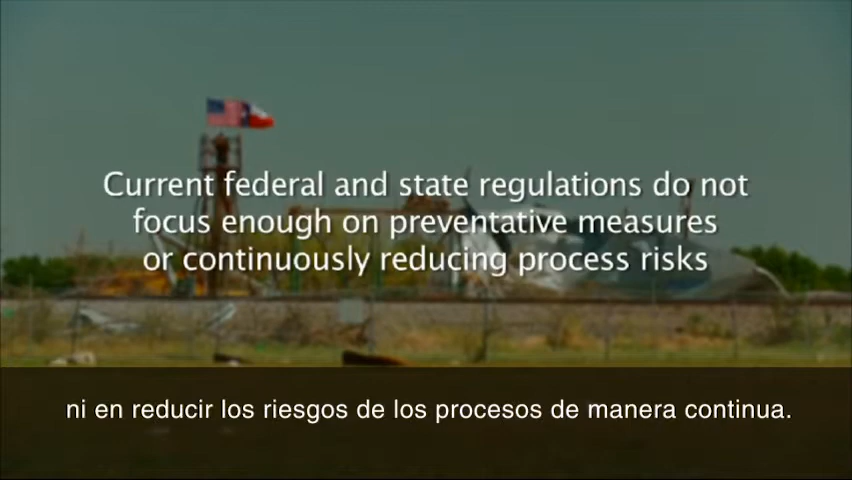 Current federal and state regulations do not
focus enough on preventative measures
or continuously reducing process risks
ni en reducir los riesgos de los procesos de manera continua.